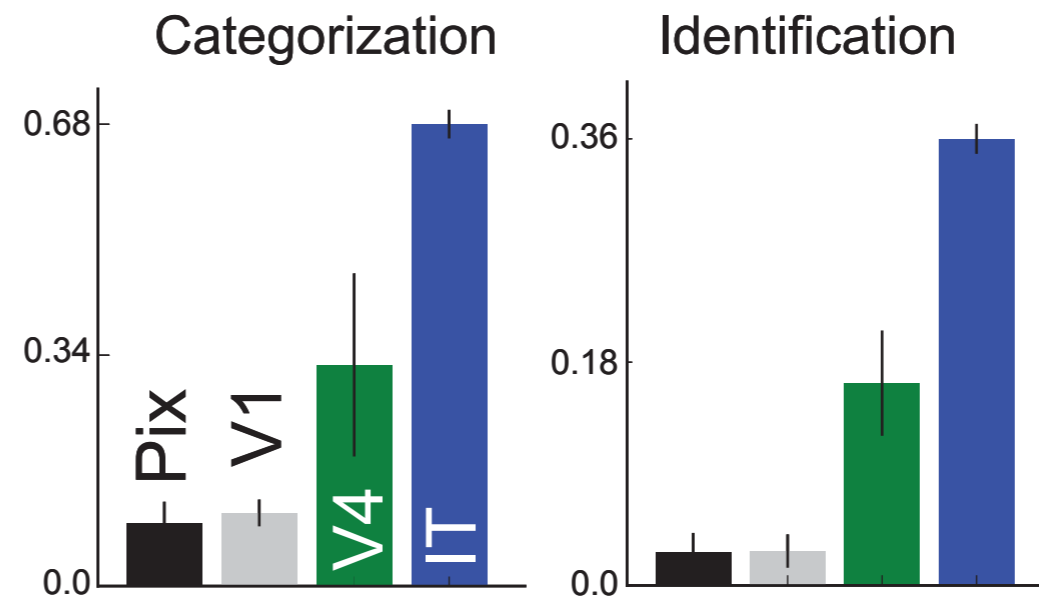 Categorization
0.68
0.34
0.0
Pix
V1
V4
IT
Identification
0.36
0.18
0.0